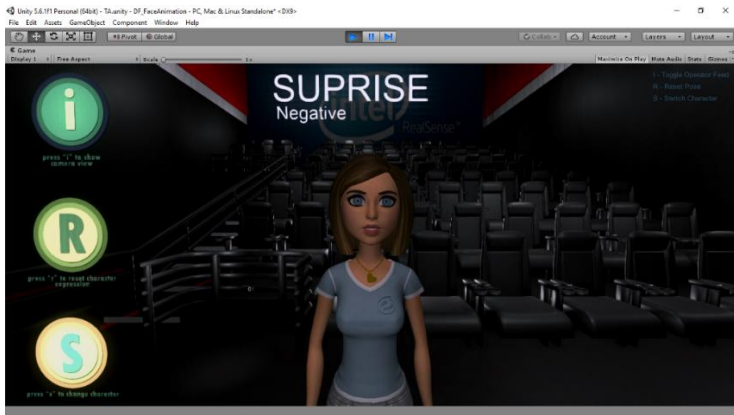 Unity 5.6.1f1 Personal (64bit) - TA.unity - DF_FaceAnimation - PC, Mac & Linux Standalone* <DX9>
File Edit Assets GameObject Component Window Help
Pivot Global Collab Account Layers Layout
Game
Display 1 Free Aspect Scale 1x Maximize On Play Mute Audio Stats Gizmos
I - Toggle Operator Feed
R - Reset Pose
S - Switch Character
SUPRISE
Negative
intel
RealSense™
i
press "i" to show
camera view
R
press "r" to reset character
expression
S
press "s" to change character